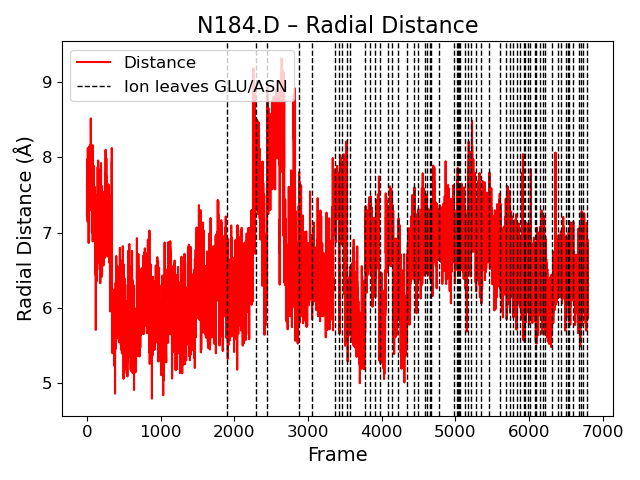 N184.D – Radial Distance
Distance
Ion leaves GLU/ASN
Radial Distance (Å)
9
8
7
6
5
0
1000
2000
3000
4000
5000
6000
7000
Frame